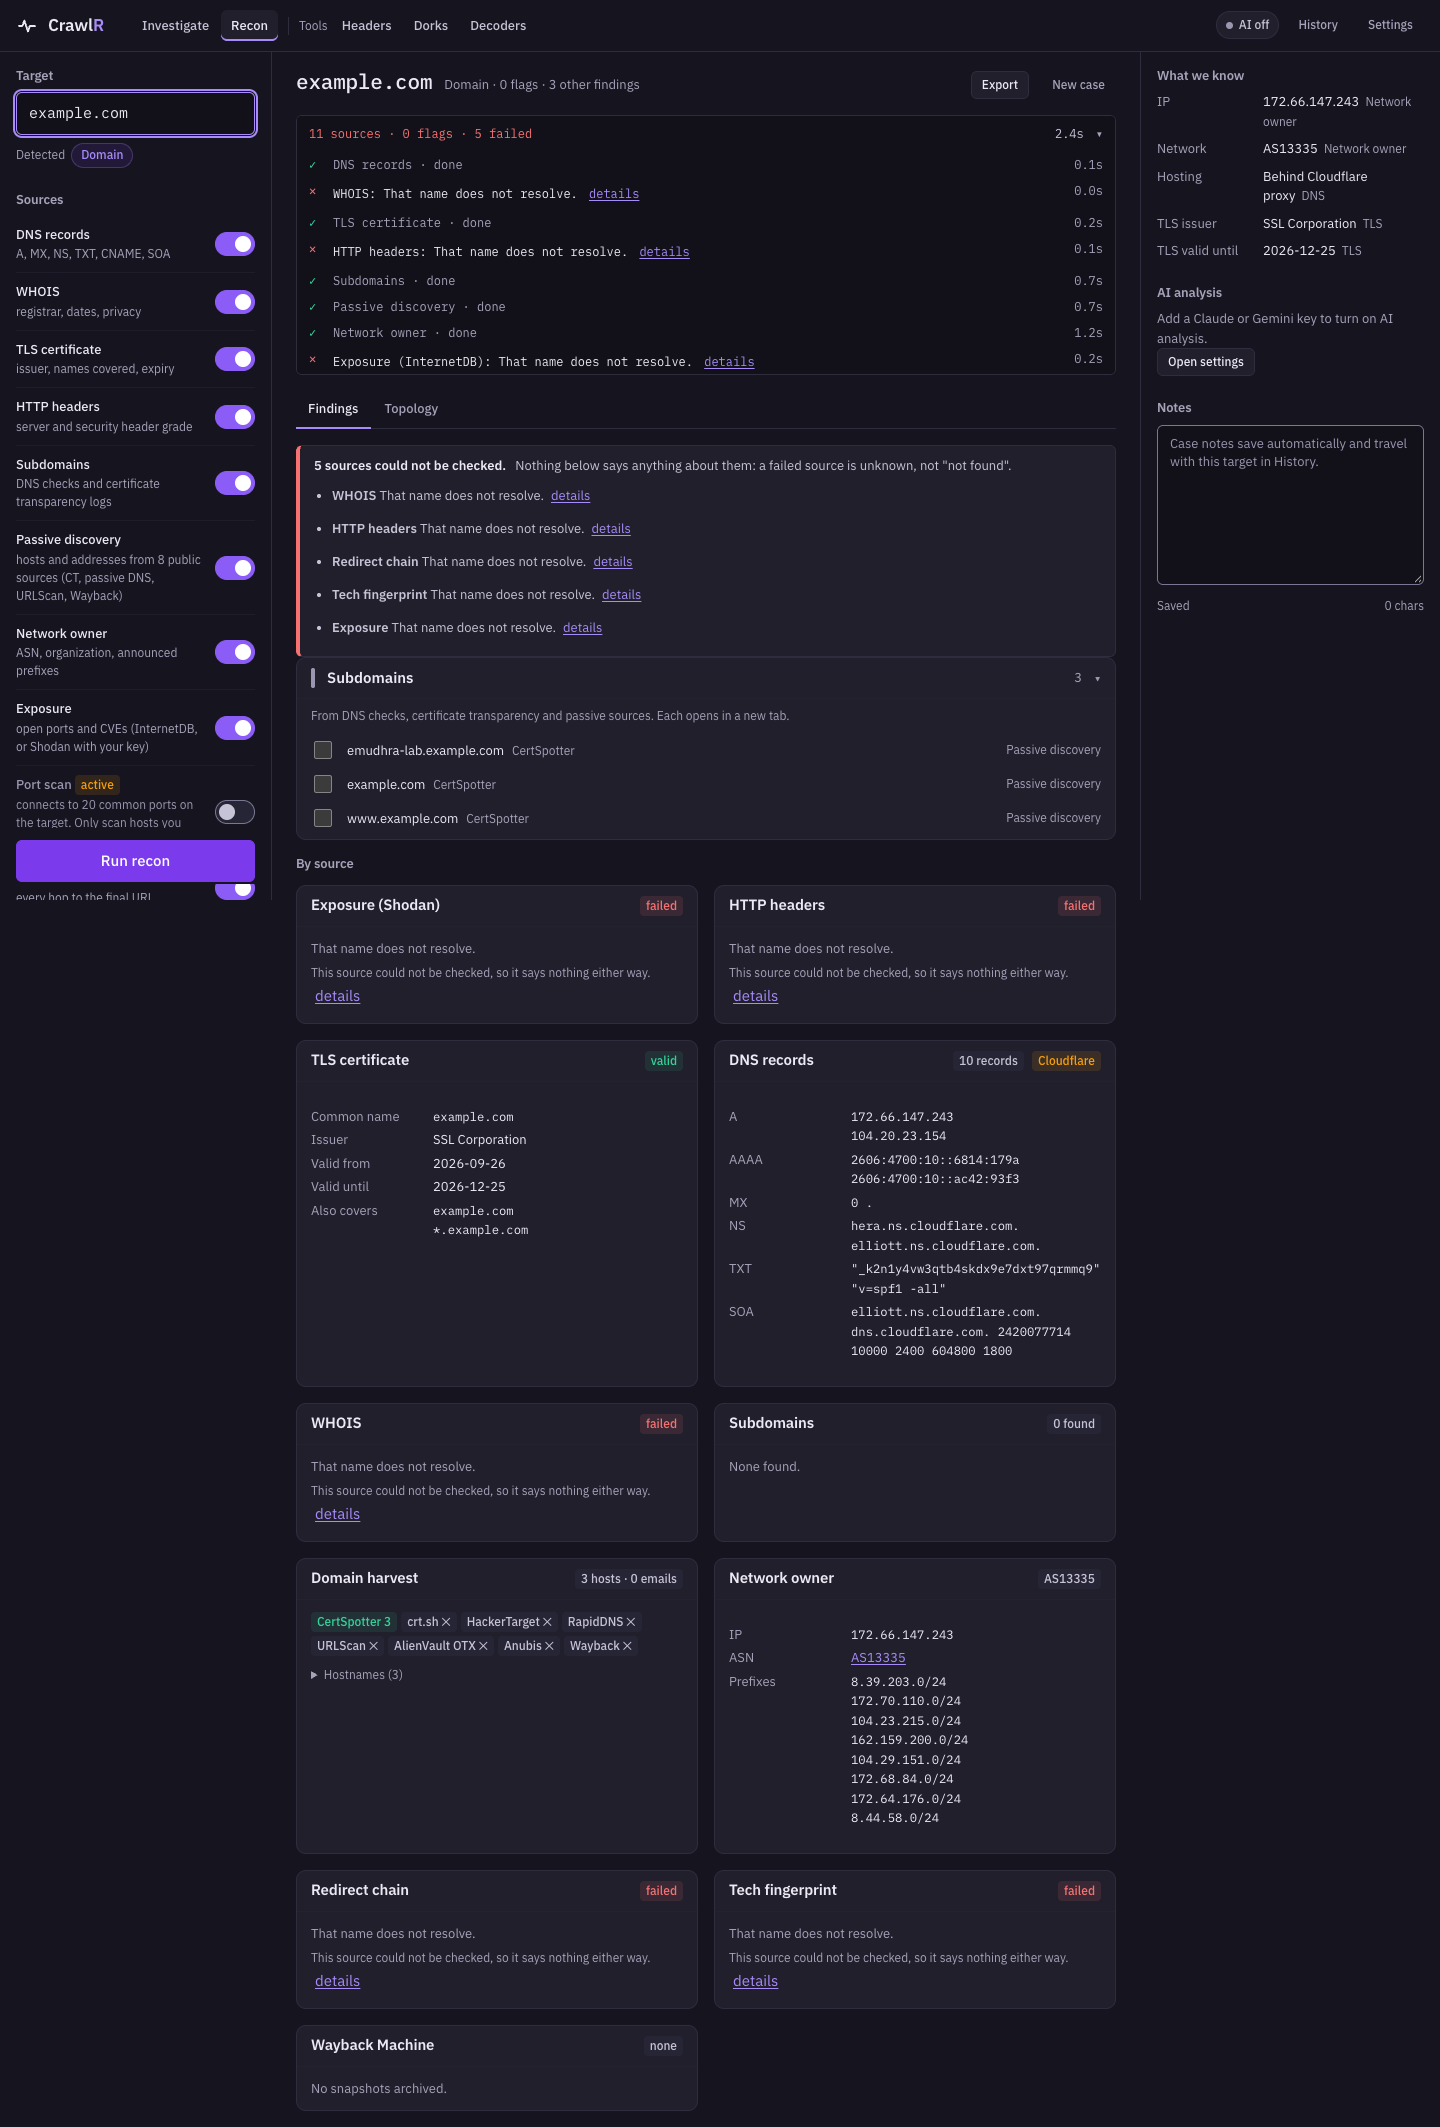 CrawlR
Investigate
Recon
Tools
Headers
Dorks
Decoders
AI off
History
Settings
Target
example.com
Detected Domain
Sources
DNS records
A, MX, NS, TXT, CNAME, SOA
WHOIS
registrar, dates, privacy
TLS certificate
issuer, names covered, expiry
HTTP headers
server and security header grade
Subdomains
DNS checks and certificate
transparency logs
Passive discovery
hosts and addresses from 8 public
sources (CT, passive DNS,
URLScan, Wayback)
Network owner
ASN, organization, announced
prefixes
Exposure
open ports and CVEs (InternetDB,
or Shodan with your key)
Port scan active
connects to 20 common ports on
the target. Only scan hosts you
Run recon
every hop to the final URL
example.com Domain · 0 flags · 3 other findings
Export
New case
11 sources · 0 flags · 5 failed 2.4s ▾
✓ DNS records · done 0.1s
× WHOIS: That name does not resolve. details 0.0s
✓ TLS certificate · done 0.2s
× HTTP headers: That name does not resolve. details 0.1s
✓ Subdomains · done 0.7s
✓ Passive discovery · done 0.7s
✓ Network owner · done 1.2s
× Exposure (InternetDB): That name does not resolve. details 0.2s
Findings
Topology
5 sources could not be checked. Nothing below says anything about them: a failed source is unknown, not "not found".
• WHOIS That name does not resolve. details
• HTTP headers That name does not resolve. details
• Redirect chain That name does not resolve. details
• Tech fingerprint That name does not resolve. details
• Exposure That name does not resolve. details
Subdomains 3 ▾
From DNS checks, certificate transparency and passive sources. Each opens in a new tab.
emudhra-lab.example.com CertSpotter Passive discovery
example.com CertSpotter Passive discovery
www.example.com CertSpotter Passive discovery
By source
Exposure (Shodan) failed
That name does not resolve.
This source could not be checked, so it says nothing either way.
details
HTTP headers failed
That name does not resolve.
This source could not be checked, so it says nothing either way.
details
TLS certificate valid
Common name example.com
Issuer SSL Corporation
Valid from 2026-09-26
Valid until 2026-12-25
Also covers example.com
*.example.com
DNS records 10 records Cloudflare
A 172.66.147.243
104.20.23.154
AAAA 2606:4700:10::6814:179a
2606:4700:10::ac42:93f3
MX 0 .
NS hera.ns.cloudflare.com.
elliott.ns.cloudflare.com.
TXT "_k2n1y4vw3qtb4skdx9e7dxt97qrmmq9"
"v=spf1 -all"
SOA elliott.ns.cloudflare.com.
dns.cloudflare.com. 2420077714
10000 2400 604800 1800
WHOIS failed
That name does not resolve.
This source could not be checked, so it says nothing either way.
details
Subdomains 0 found
None found.
Domain harvest 3 hosts · 0 emails
CertSpotter 3 crt.sh ✕ HackerTarget ✕ RapidDNS ✕
URLScan ✕ AlienVault OTX ✕ Anubis ✕ Wayback ✕
▶ Hostnames (3)
Network owner AS13335
IP 172.66.147.243
ASN AS13335
Prefixes 8.39.203.0/24
172.70.110.0/24
104.23.215.0/24
162.159.200.0/24
104.29.151.0/24
172.68.84.0/24
172.64.176.0/24
8.44.58.0/24
Redirect chain failed
That name does not resolve.
This source could not be checked, so it says nothing either way.
details
Tech fingerprint failed
That name does not resolve.
This source could not be checked, so it says nothing either way.
details
Wayback Machine none
No snapshots archived.
What we know
IP 172.66.147.243 Network
owner
Network AS13335 Network owner
Hosting Behind Cloudflare
proxy DNS
TLS issuer SSL Corporation TLS
TLS valid until 2026-12-25 TLS
AI analysis
Add a Claude or Gemini key to turn on AI
analysis.
Open settings
Notes
Case notes save automatically and travel
with this target in History.
Saved 0 chars